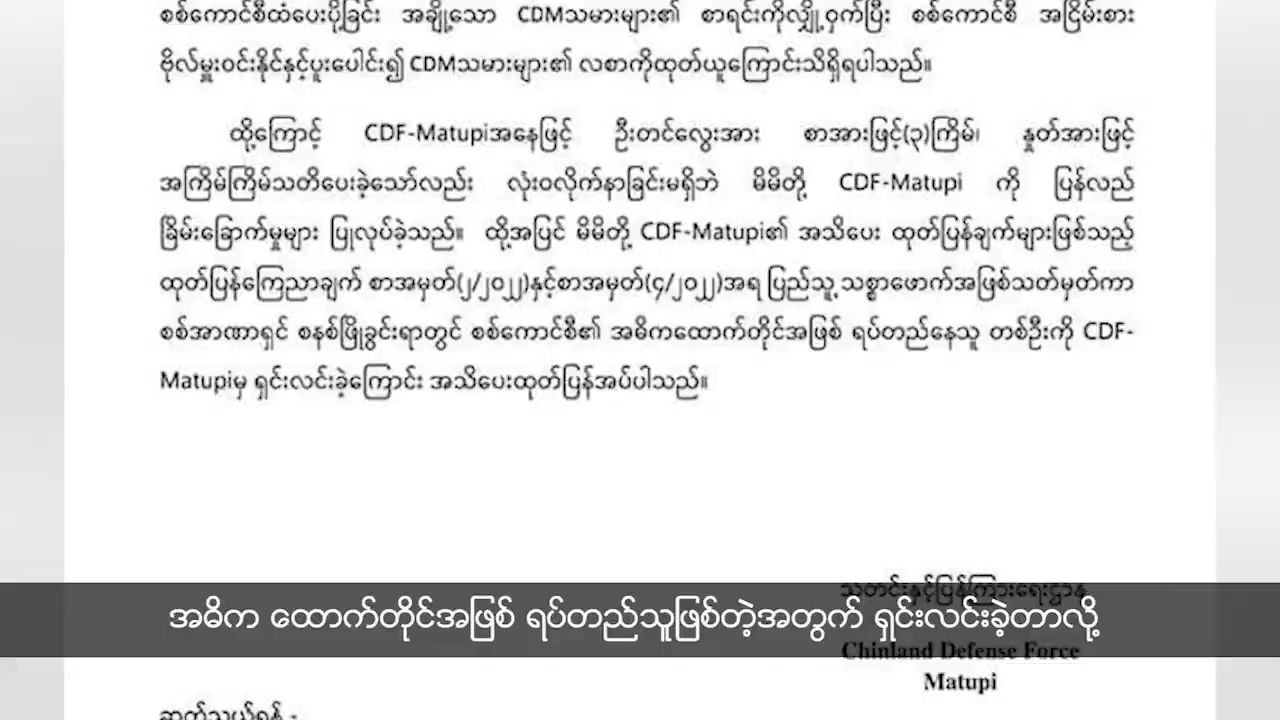 စစ်ကောင်စီထံပေးပို့ခြင်း အချို့သော CDMသမားများ၏ စာရင်းကိုလျှို့ဝှက်ပြီး စစ်ကောင်စီ အငြိမ်းစား
ဗိုလ်မှူးဝင်းနိုင်နှင့်ပူးပေါင်း၍ CDMသမားများ၏ လစာကိုထုတ်ယူကြောင်းသိရှိရပါသည်။
ထို့ကြောင့် CDF-Matupiအနေဖြင့် ဦးတင်လွေးအား စာအားဖြင့်(၃)ကြိမ်၊ နှုတ်အားဖြင့်
အကြိမ်ကြိမ်သတိပေးခဲ့သော်လည်း လုံးဝလိုက်နာခြင်းမရှိဘဲ မိမိတို့ CDF-Matupi ကို ပြန်လည်
ခြိမ်းခြောက်မှုများ ပြုလုပ်ခဲ့သည်။ ထို့အပြင် မိမိတို့ CDF-Matupi၏ အသိပေး ထုတ်ပြန်ချက်များဖြစ်သည့်
ထုတ်ပြန်ကြေညာချက် စာအမှတ်(၂/၂၀၂၂)နှင့်စာအမှတ်(၄/၂၀၂၂)အရ ပြည်သူ့သစ္စာဖောက်အဖြစ်သတ်မှတ်ကာ
စစ်အာဏာရှင် စနစ်ဖြိုခွင်းရာတွင် စစ်ကောင်စီ၏ အဓိကထောက်တိုင်အဖြစ် ရပ်တည်နေသူ တစ်ဦးကို CDF-
Matupiမှ ရှင်းလင်းခဲ့ကြောင်း အသိပေးထုတ်ပြန်အပ်ပါသည်။
သတင်းနှင့်ပြန်ကြားရေးဌာန
အဓိက ထောက်တိုင်အဖြစ် ရပ်တည်သူဖြစ်တဲ့အတွက် ရှင်းလင်းခဲ့တာလို့
Chinland Defense Force
Matupi
ဆက်သွယ်ရန် -